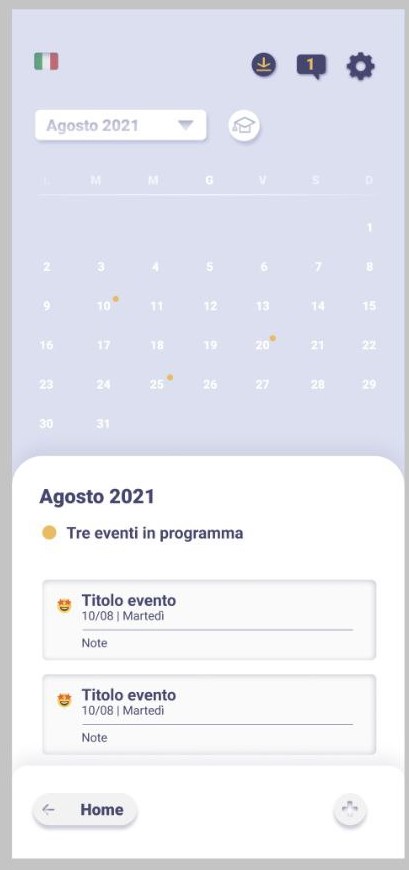 1
Agosto 2021
L M M G V S D
1
2 3 4 5 6 7 8
9 10 11 12 13 14 15
16 17 18 19 20 21 22
23 24 25 26 27 28 29
30 31
Agosto 2021
Tre eventi in programma
Titolo evento
10/08 | Martedì
Note
Titolo evento
10/08 | Martedì
Note
Home